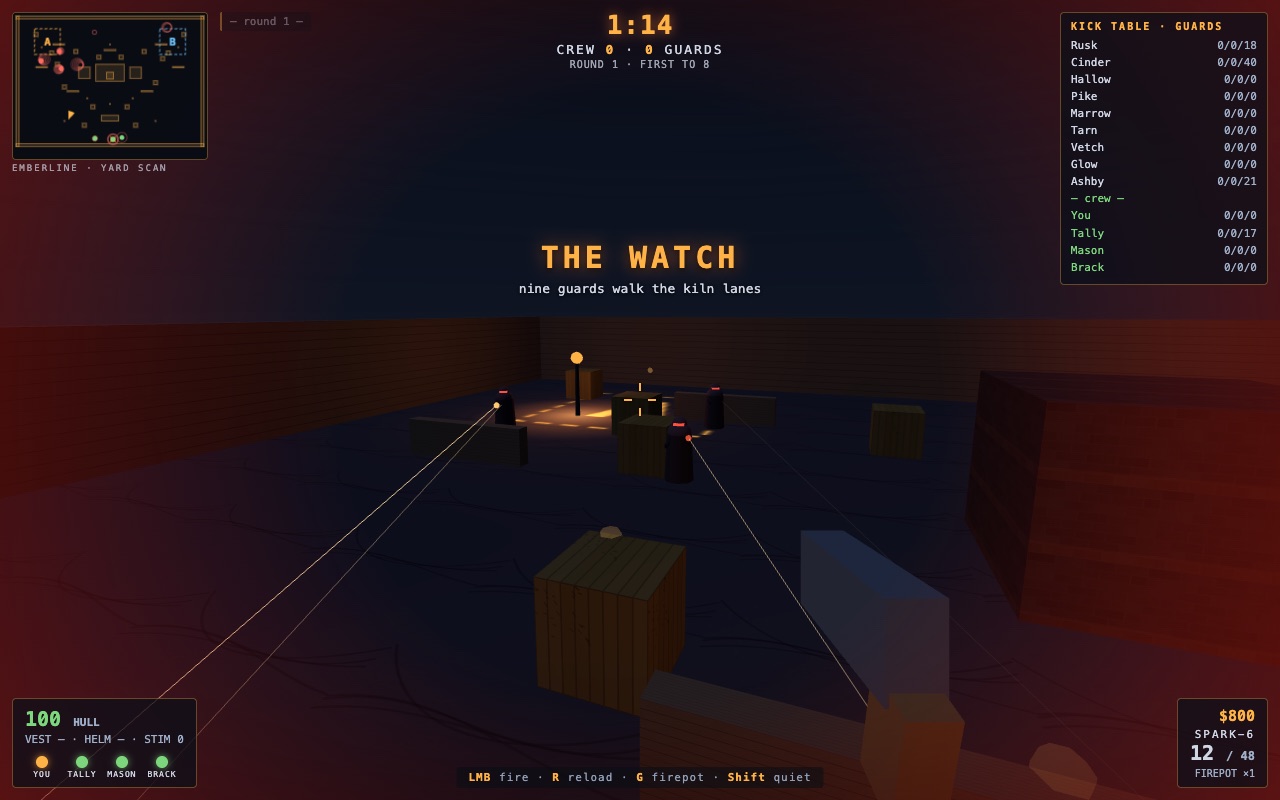 A
B
EMBERLINE · YARD SCAN
— round 1 —
1:14
CREW 0 · 0 GUARDS
ROUND 1 · FIRST TO 8
KICK TABLE · GUARDS
Rusk 0/0/18
Cinder 0/0/40
Hallow 0/0/0
Pike 0/0/0
Marrow 0/0/0
Tarn 0/0/0
Vetch 0/0/0
Glow 0/0/0
Ashby 0/0/21
— crew —
You 0/0/0
Tally 0/0/17
Mason 0/0/0
Brack 0/0/0
THE WATCH
nine guards walk the kiln lanes
100 HULL
VEST — · HELM — · STIM 0
YOU TALLY MASON BRACK
LMB fire · R reload · G firepot · Shift quiet
$800
SPARK-6
12 / 48
FIREPOT ×1